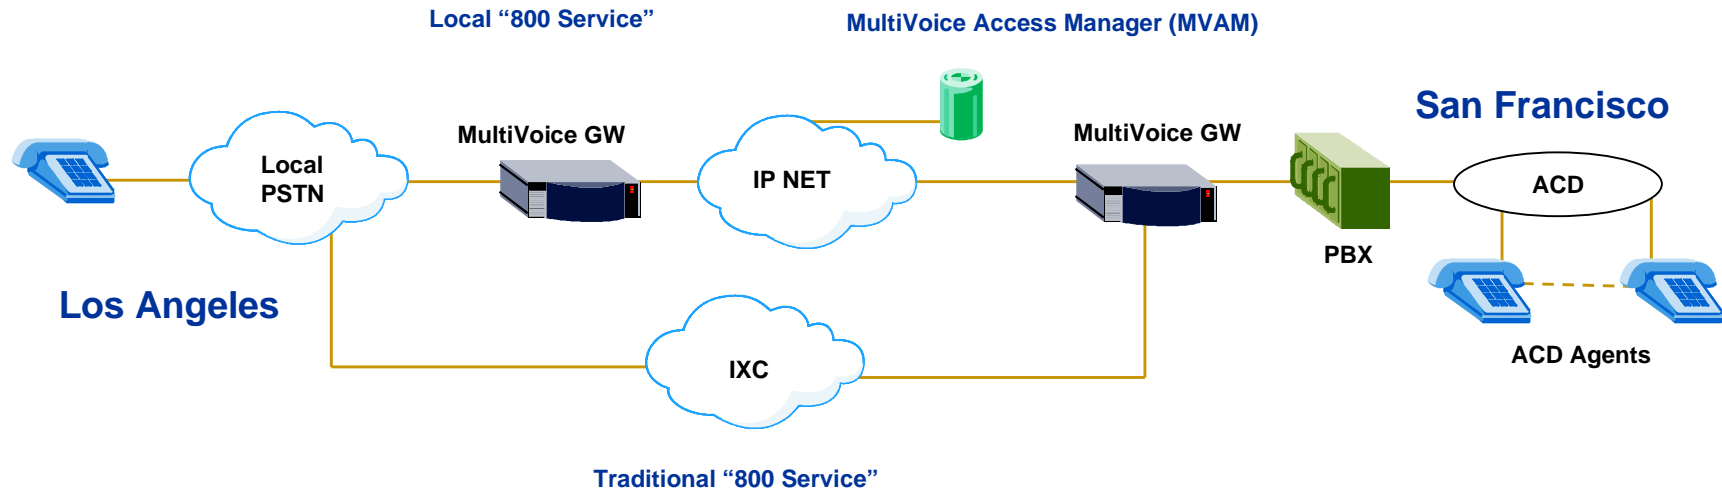 Local “800 Service”
MultiVoice Access Manager (MVAM)
San Francisco
MultiVoice GW
MultiVoice GW
Local
PSTN
IP NET
ACD
PBX
Los Angeles
ACD Agents
IXC
Traditional “800 Service”